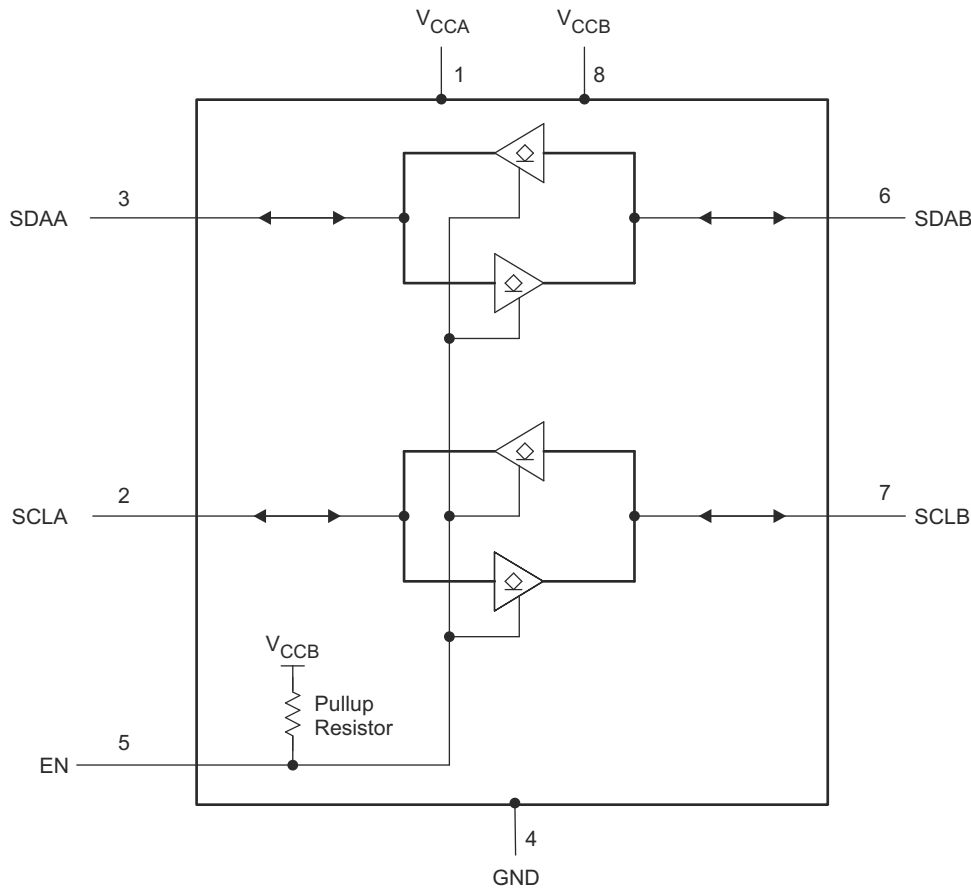 VCCA
VCCB
1
8
SDAA
3
6
SDAB
SCLA
2
7
SCLB
VCCB
Pullup
Resistor
EN
5
4
GND